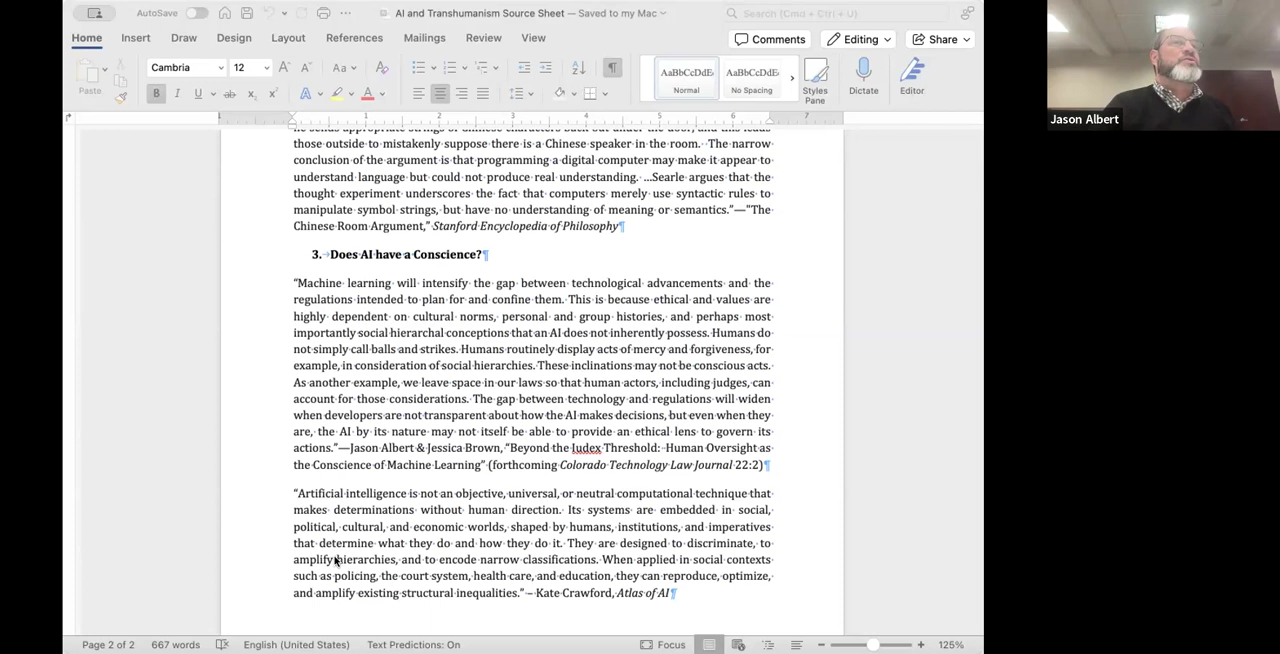 AutoSave
AI and Transhumanism Source Sheet — Saved to my Mac
Search (Cmd + Ctrl + U)
Home Insert Draw Design Layout References Mailings Review View
Comments Editing Share
Paste
Cambria 12
AaBbCcDdEe AaBbCcDdEe
Normal No Spacing
Styles Pane
Dictate
Editor
1 1 2 3 4 5 6 7
those outside to mistakenly suppose there is a Chinese speaker in the room. The narrow
conclusion of the argument is that programming a digital computer may make it appear to
understand language but could not produce real understanding. ...Searle argues that the
thought experiment underscores the fact that computers merely use syntactic rules to
manipulate symbol strings, but have no understanding of meaning or semantics.”—"The
Chinese Room Argument,” Stanford Encyclopedia of Philosophy¶
3. Does AI have a Conscience?¶
“Machine learning will intensify the gap between technological advancements and the
regulations intended to plan for and confine them. This is because ethical and values are
highly dependent on cultural norms, personal and group histories, and perhaps most
importantly social hierarchal conceptions that an AI does not inherently possess. Humans do
not simply call balls and strikes. Humans routinely display acts of mercy and forgiveness, for
example, in consideration of social hierarchies. These inclinations may not be conscious acts.
As another example, we leave space in our laws so that human actors, including judges, can
account for those considerations. The gap between technology and regulations will widen
when developers are not transparent about how the AI makes decisions, but even when they
are, the AI by its nature may not itself be able to provide an ethical lens to govern its
actions.”—Jason Albert & Jessica Brown, “Beyond the Judex Threshold: Human Oversight as
the Conscience of Machine Learning” (forthcoming Colorado Technology Law Journal 22:2)¶
“Artificial intelligence is not an objective, universal, or neutral computational technique that
makes determinations without human direction. Its systems are embedded in social,
political, cultural, and economic worlds, shaped by humans, institutions, and imperatives
that determine what they do and how they do it. They are designed to discriminate, to
amplify hierarchies, and to encode narrow classifications. When applied in social contexts
such as policing, the court system, health care, and education, they can reproduce, optimize,
and amplify existing structural inequalities.” – Kate Crawford, Atlas of AI¶
Page 2 of 2 667 words English (United States) Text Predictions: On Focus 125%
Jason Albert